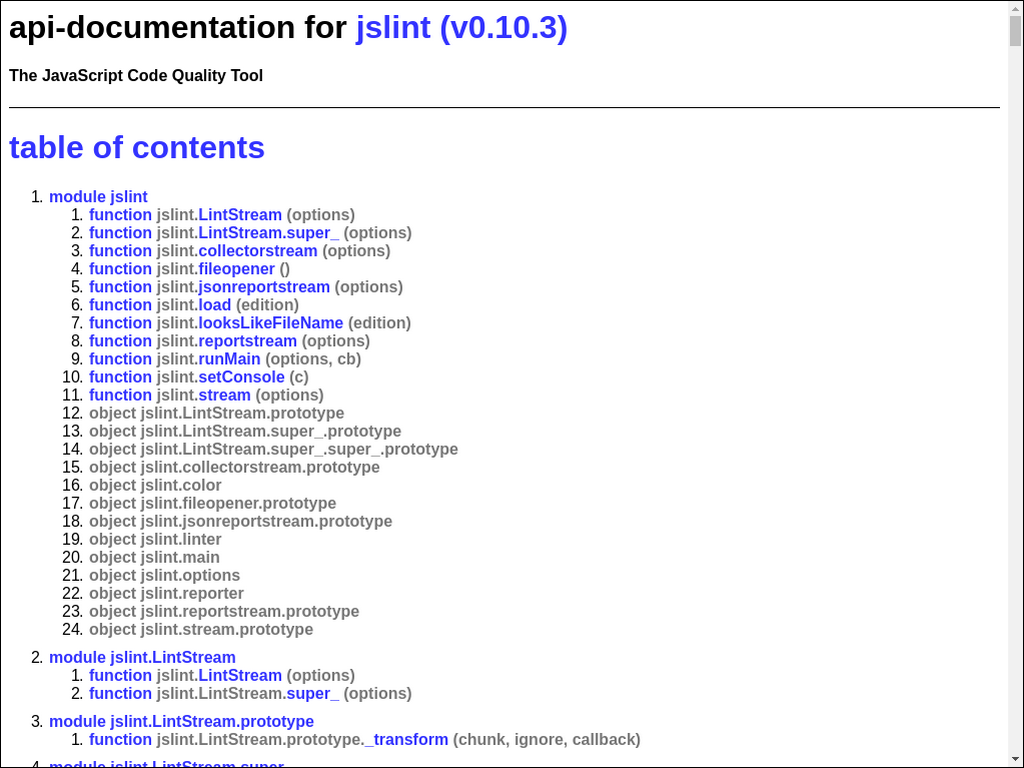 api-documentation for jslint (v0.10.3)
The JavaScript Code Quality Tool
table of contents
1. module jslint
1. function jslint.LintStream (options)
2. function jslint.LintStream.super_ (options)
3. function jslint.collectorstream (options)
4. function jslint.fileopener ()
5. function jslint.jsonreportstream (options)
6. function jslint.load (edition)
7. function jslint.looksLikeFileName (edition)
8. function jslint.reportstream (options)
9. function jslint.runMain (options, cb)
10. function jslint.setConsole (c)
11. function jslint.stream (options)
12. object jslint.LintStream.prototype
13. object jslint.LintStream.super_.prototype
14. object jslint.LintStream.super_.super_.prototype
15. object jslint.collectorstream.prototype
16. object jslint.color
17. object jslint.fileopener.prototype
18. object jslint.jsonreportstream.prototype
19. object jslint.linter
20. object jslint.main
21. object jslint.options
22. object jslint.reporter
23. object jslint.reportstream.prototype
24. object jslint.stream.prototype
2. module jslint.LintStream
1. function jslint.LintStream (options)
2. function jslint.LintStream.super_ (options)
3. module jslint.LintStream.prototype
1. function jslint.LintStream.prototype._transform (chunk, ignore, callback)
4. module jslint.LintStream.super